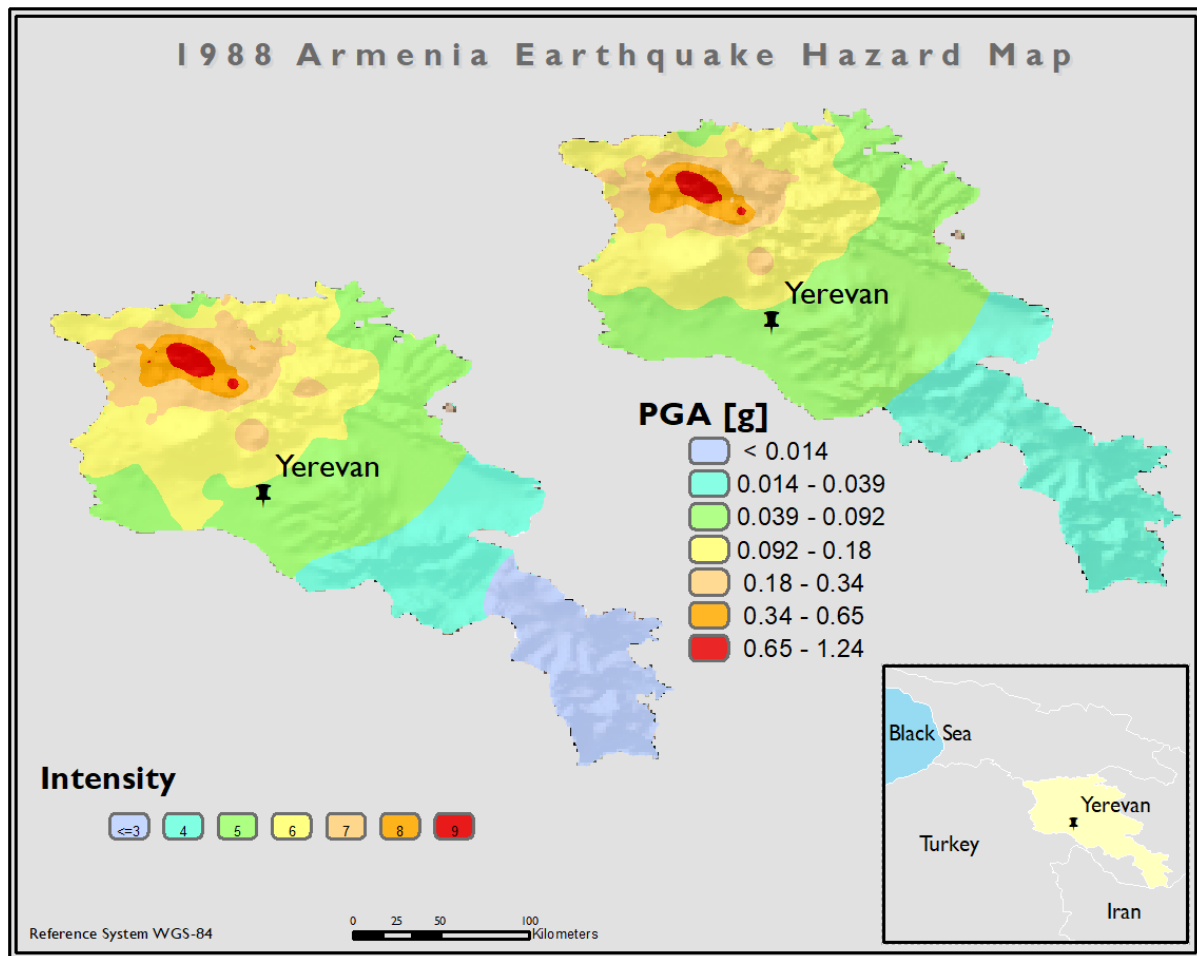 1988 Armenia Earthquake Hazard Map
Yerevan
Yerevan
PGA [g]
< 0.014
0.014 - 0.039
0.039 - 0.092
0.092 - 0.18
0.18 - 0.34
0.34 - 0.65
0.65 - 1.24
Intensity
<=3 4 5 6 7 8 9
Black Sea
Yerevan
Turkey
Iran
0 25 50 100
Kilometers
Reference System WGS-84